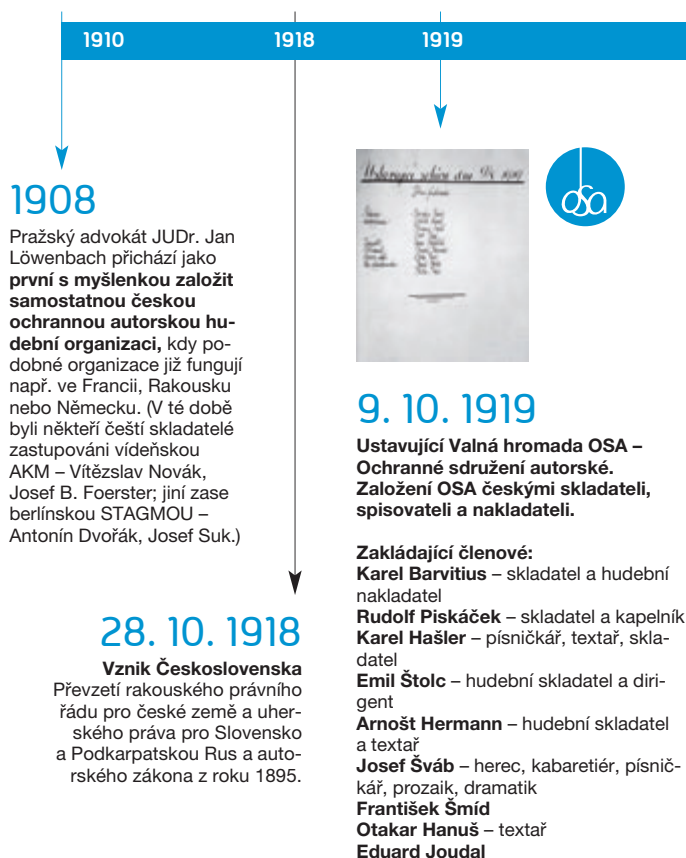 1910 1918 1919
1908
Pražský advokát JUDr. Jan
Löwenbach přichází jako
první s myšlenkou založit
samostatnou českou
ochrannou autorskou hu-
dební organizaci, kdy po-
dobné organizace již fungují
např. ve Francii, Rakousku
nebo Německu. (V té době
byli někteří čeští skladatelé
zastupováni vídeňskou
AKM – Vítězslav Novák,
Josef B. Foerster; jiní zase
berlínskou STAGMOU –
Antonín Dvořák, Josef Suk.)
28. 10. 1918
Vznik Československa
Převzetí rakouského právního
řádu pro české země a uher-
ského práva pro Slovensko
a Podkarpatskou Rus a auto-
rského zákona z roku 1895.
osa
9. 10. 1919
Ustavující Valná hromada OSA –
Ochranné sdružení autorské.
Založení OSA českými skladateli,
spisovateli a nakladateli.
Zakládající členové:
Karel Barvitius – skladatel a hudební
nakladatel
Rudolf Piskáček – skladatel a kapelník
Karel Hašler – písničkář, textař, skla-
datel
Emil Štolc – hudební skladatel a diri-
gent
Arnošt Hermann – hudební skladatel
a textař
Josef Šváb – herec, kabaretiér, písnič-
kář, prozaik, dramatik
František Šmíd
Otakar Hanuš – textař
Eduard Joudal